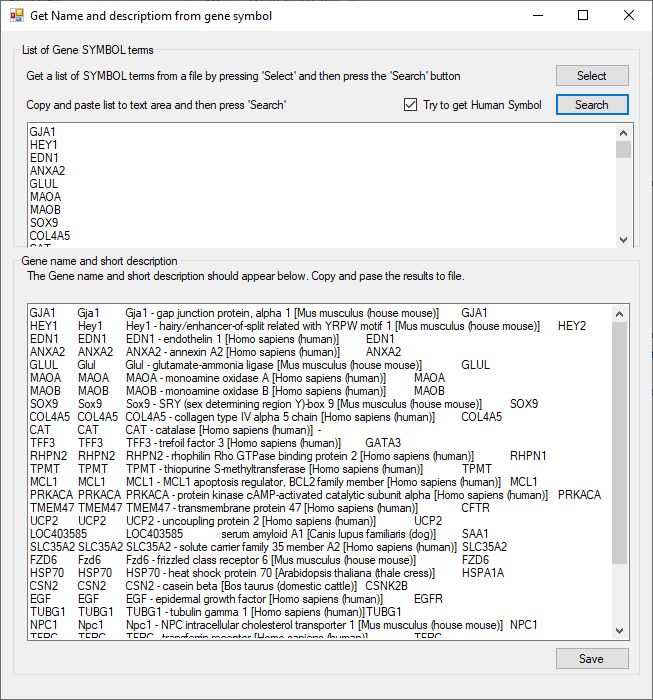 Get Name and descriptiom from gene symbol
List of Gene SYMBOL terms
Get a list of SYMBOL terms from a file by pressing 'Select' and then press the 'Search' button
Select
Copy and paste list to text area and then press 'Search'
Try to get Human Symbol
Search
GJA1
HEY1
EDN1
ANXA2
GLUL
MAOA
MAOB
SOX9
COL4A5
CAT
Gene name and short description
The Gene name and short description should appear below. Copy and pase the results to file.
GJA1 Gja1 Gja1 - gap junction protein, alpha 1 [Mus musculus (house mouse)] GJA1
HEY1 Hey1 Hey1 - hairy/enhancer-of-split related with YRPW motif 1 [Mus musculus (house mouse)] HEY2
EDN1 EDN1 EDN1 - endothelin 1 [Homo sapiens (human)] EDN1
ANXA2 ANXA2 ANXA2 - annexin A2 [Homo sapiens (human)] ANXA2
GLUL Glul Glul - glutamate-ammonia ligase [Mus musculus (house mouse)] GLUL
MAOA MAOA MAOA - monoamine oxidase A [Homo sapiens (human)] MAOA
MAOB MAOB MAOB - monoamine oxidase B [Homo sapiens (human)] MAOB
SOX9 Sox9 Sox9 - SRY (sex determining region Y)-box 9 [Mus musculus (house mouse)] SOX9
COL4A5 COL4A5 COL4A5 - collagen type IV alpha 5 chain [Homo sapiens (human)] COL4A5
CAT CAT CAT - catalase [Homo sapiens (human)] -
TFF3 TFF3 TFF3 - trefoil factor 3 [Homo sapiens (human)] GATA3
RHPN2 RHPN2 RHPN2 - rhophilin Rho GTPase binding protein 2 [Homo sapiens (human)] RHPN1
TPMT TPMT TPMT - thiopurine S-methyltransferase [Homo sapiens (human)] TPMT
MCL1 MCL1 MCL1 - MCL1 apoptosis regulator, BCL2 family member [Homo sapiens (human)] MCL1
PRKACA PRKACA PRKACA - protein kinase cAMP-activated catalytic subunit alpha [Homo sapiens (human)] PRKACA
TMEM47 TMEM47 TMEM47 - transmembrane protein 47 [Homo sapiens (human)] CFTR
UCP2 UCP2 UCP2 - uncoupling protein 2 [Homo sapiens (human)] UCP2
LOC403585 serum amyloid A1 [Canis lupus familiaris (dog)] SAA1
SLC35A2 SLC35A2 SLC35A2 - solute carrier family 35 member A2 [Homo sapiens (human)] SLC35A2
FZD6 Fzd6 Fzd6 - frizzled class receptor 6 [Mus musculus (house mouse)] FZD6
HSP70 HSP70 HSP70 - heat shock protein 70 [Arabidopsis thaliana (thale cress)] HSPA1A
CSN2 CSN2 CSN2 - casein beta [Bos taurus (domestic cattle)] CSNK2B
EGF EGF EGF - epidermal growth factor [Homo sapiens (human)] EGFR
TUBG1 TUBG1 TUBG1 - tubulin gamma 1 [Homo sapiens (human)] TUBG1
NPC1 Npc1 Npc1 - NPC intracellular cholesterol transporter 1 [Mus musculus (house mouse)] NPC1
TFRC TFRC TFRC - transferrin receptor [Homo sapiens (human)] TFRC
Save